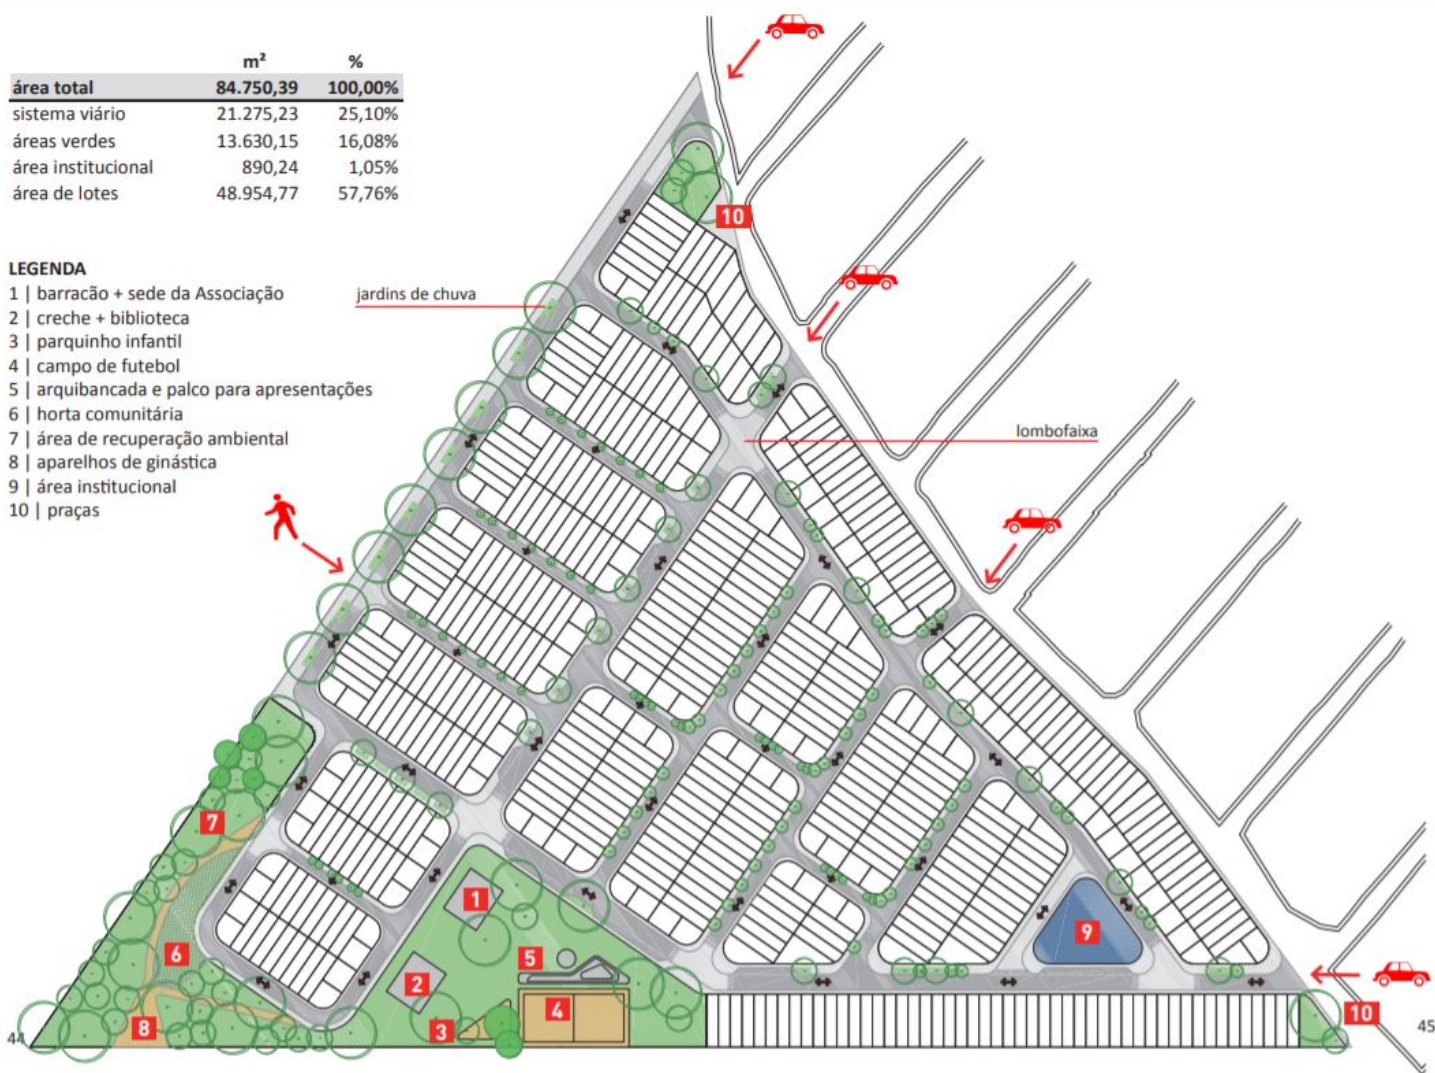 m² %
área total 84.750,39 100,00%
sistema viário 21.275,23 25,10%
áreas verdes 13.630,15 16,08%
área institucional 890,24 1,05%
área de lotes 48.954,77 57,76%
LEGENDA
1 | barracão + sede da Associação
2 | creche + biblioteca
3 | parquinho infantil
4 | campo de futebol
5 | arquibancada e palco para apresentações
6 | horta comunitária
7 | área de recuperação ambiental
8 | aparelhos de ginástica
9 | área institucional
10 | praças
jardins de chuva
lombofaixa
10
7
1
9
6
5
2
4
10
8
3
44
45